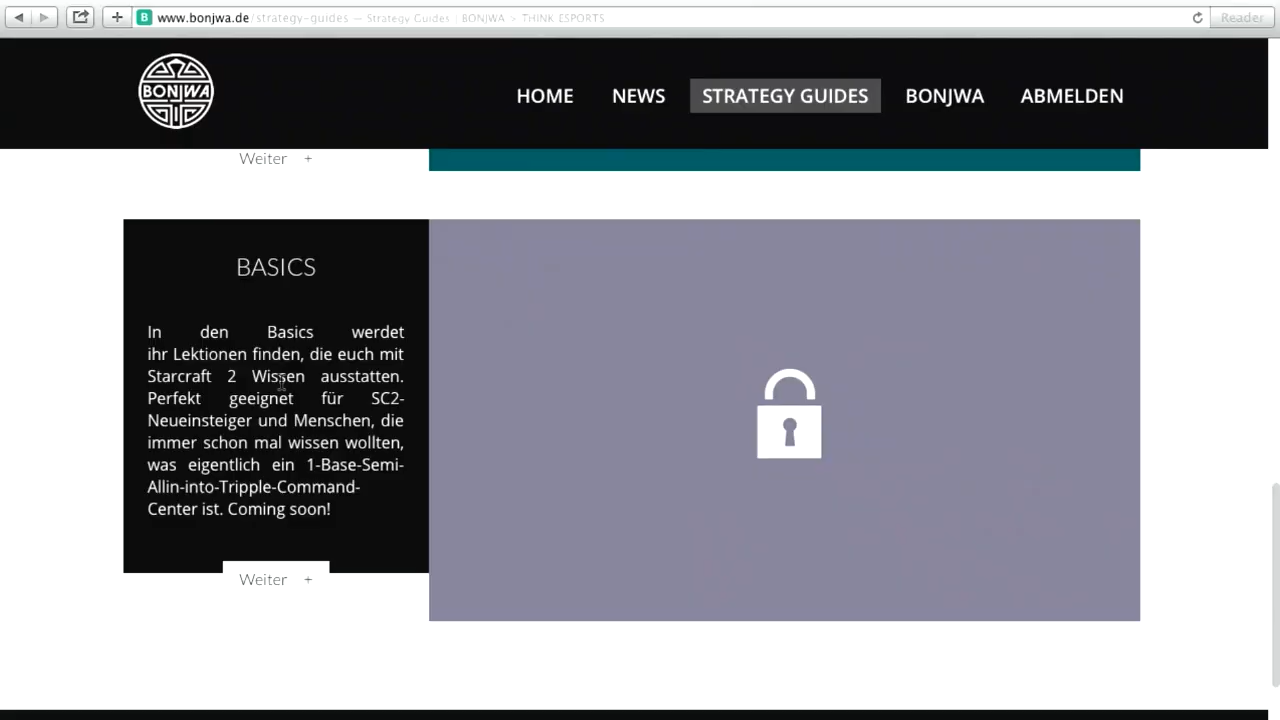 www.bonjwa.de/strategy-guides — Strategy Guides | BONJWA > THINK ESPORTS
Reader
BONJWA
HOME NEWS STRATEGY GUIDES BONJWA ABMELDEN
Weiter +
BASICS
In den Basics werdet
ihr Lektionen finden, die euch mit
Starcraft 2 Wissen ausstatten.
Perfekt geeignet für SC2-
Neueinsteiger und Menschen, die
immer schon mal wissen wollten,
was eigentlich ein 1-Base-Semi-
Allin-into-Tripple-Command-
Center ist. Coming soon!
Weiter +